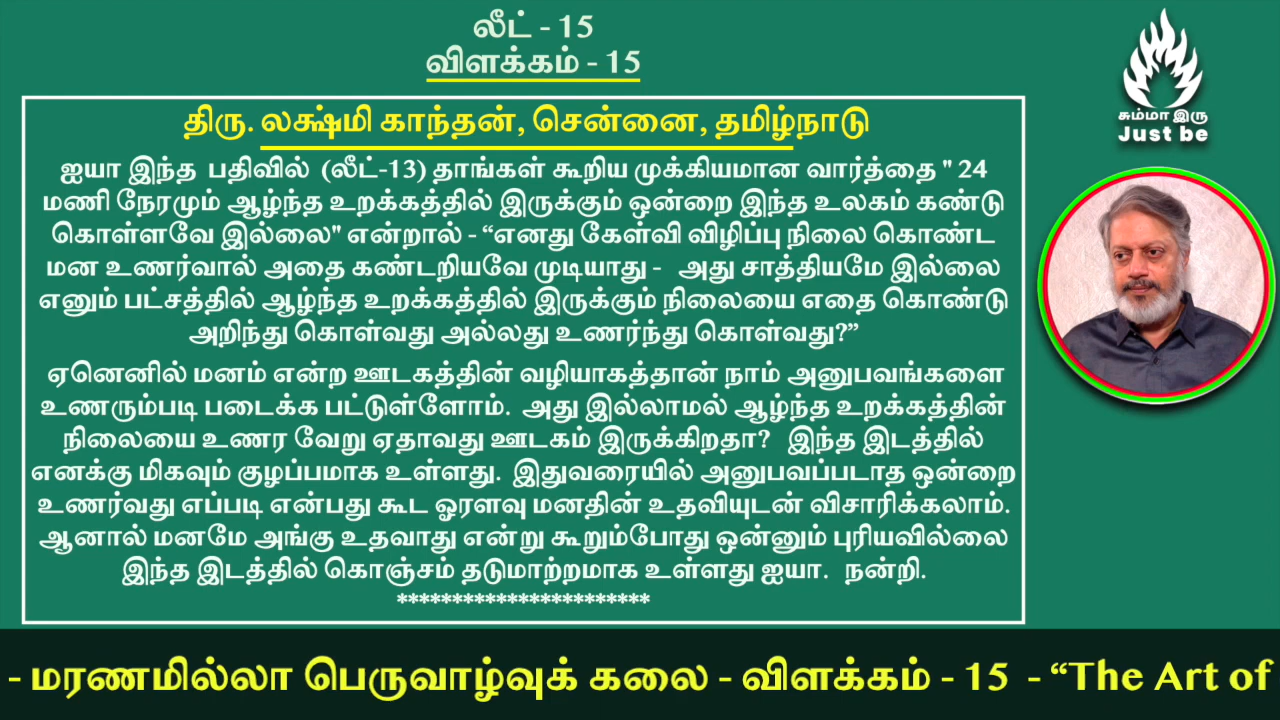 லீட் - 15
விளக்கம் - 15
சும்மா இரு
Just be
திரு. லக்ஷ்மி காந்தன், சென்னை, தமிழ்நாடு
ஐயா இந்த பதிவில் (லீட்-13) தாங்கள் கூறிய முக்கியமான வார்த்தை " 24
மணி நேரமும் ஆழ்ந்த உறக்கத்தில் இருக்கும் ஒன்றை இந்த உலகம் கண்டு
கொள்ளவே இல்லை" என்றால் - “எனது கேள்வி விழிப்பு நிலை கொண்ட
மன உணர்வால் அதை கண்டறியவே முடியாது - அது சாத்தியமே இல்லை
எனும் பட்சத்தில் ஆழ்ந்த உறக்கத்தில் இருக்கும் நிலையை எதை கொண்டு
அறிந்து கொள்வது அல்லது உணர்ந்து கொள்வது?”
ஏனெனில் மனம் என்ற ஊடகத்தின் வழியாகத்தான் நாம் அனுபவங்களை
உணரும்படி படைக்க பட்டுள்ளோம். அது இல்லாமல் ஆழ்ந்த உறக்கத்தின்
நிலையை உணர வேறு ஏதாவது ஊடகம் இருக்கிறதா? இந்த இடத்தில்
எனக்கு மிகவும் குழப்பமாக உள்ளது. இதுவரையில் அனுபவப்படாத ஒன்றை
உணர்வது எப்படி என்பது கூட ஓரளவு மனதின் உதவியுடன் விசாரிக்கலாம்.
ஆனால் மனமே அங்கு உதவாது என்று கூறும்போது ஒன்னும் புரியவில்லை
இந்த இடத்தில் கொஞ்சம் தடுமாற்றமாக உள்ளது ஐயா. நன்றி.
***********************
- மரணமில்லா பெருவாழ்வுக் கலை - விளக்கம் - 15 - “The Art of